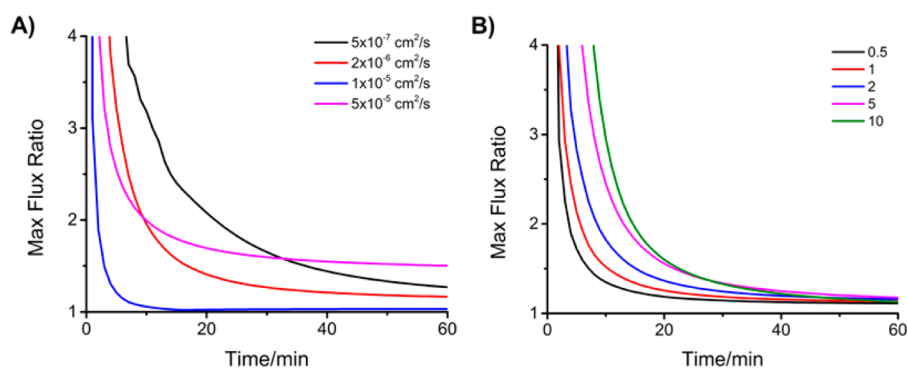 A)
5x10⁻⁷ cm²/s
2x10⁻⁶ cm²/s
1x10⁻⁵ cm²/s
5x10⁻⁵ cm²/s
4
3
2
1
Max Flux Ratio
0
20
40
60
Time/min
B)
0.5
1
2
5
10
4
3
2
1
Max Flux Ratio
0
20
40
60
Time/min